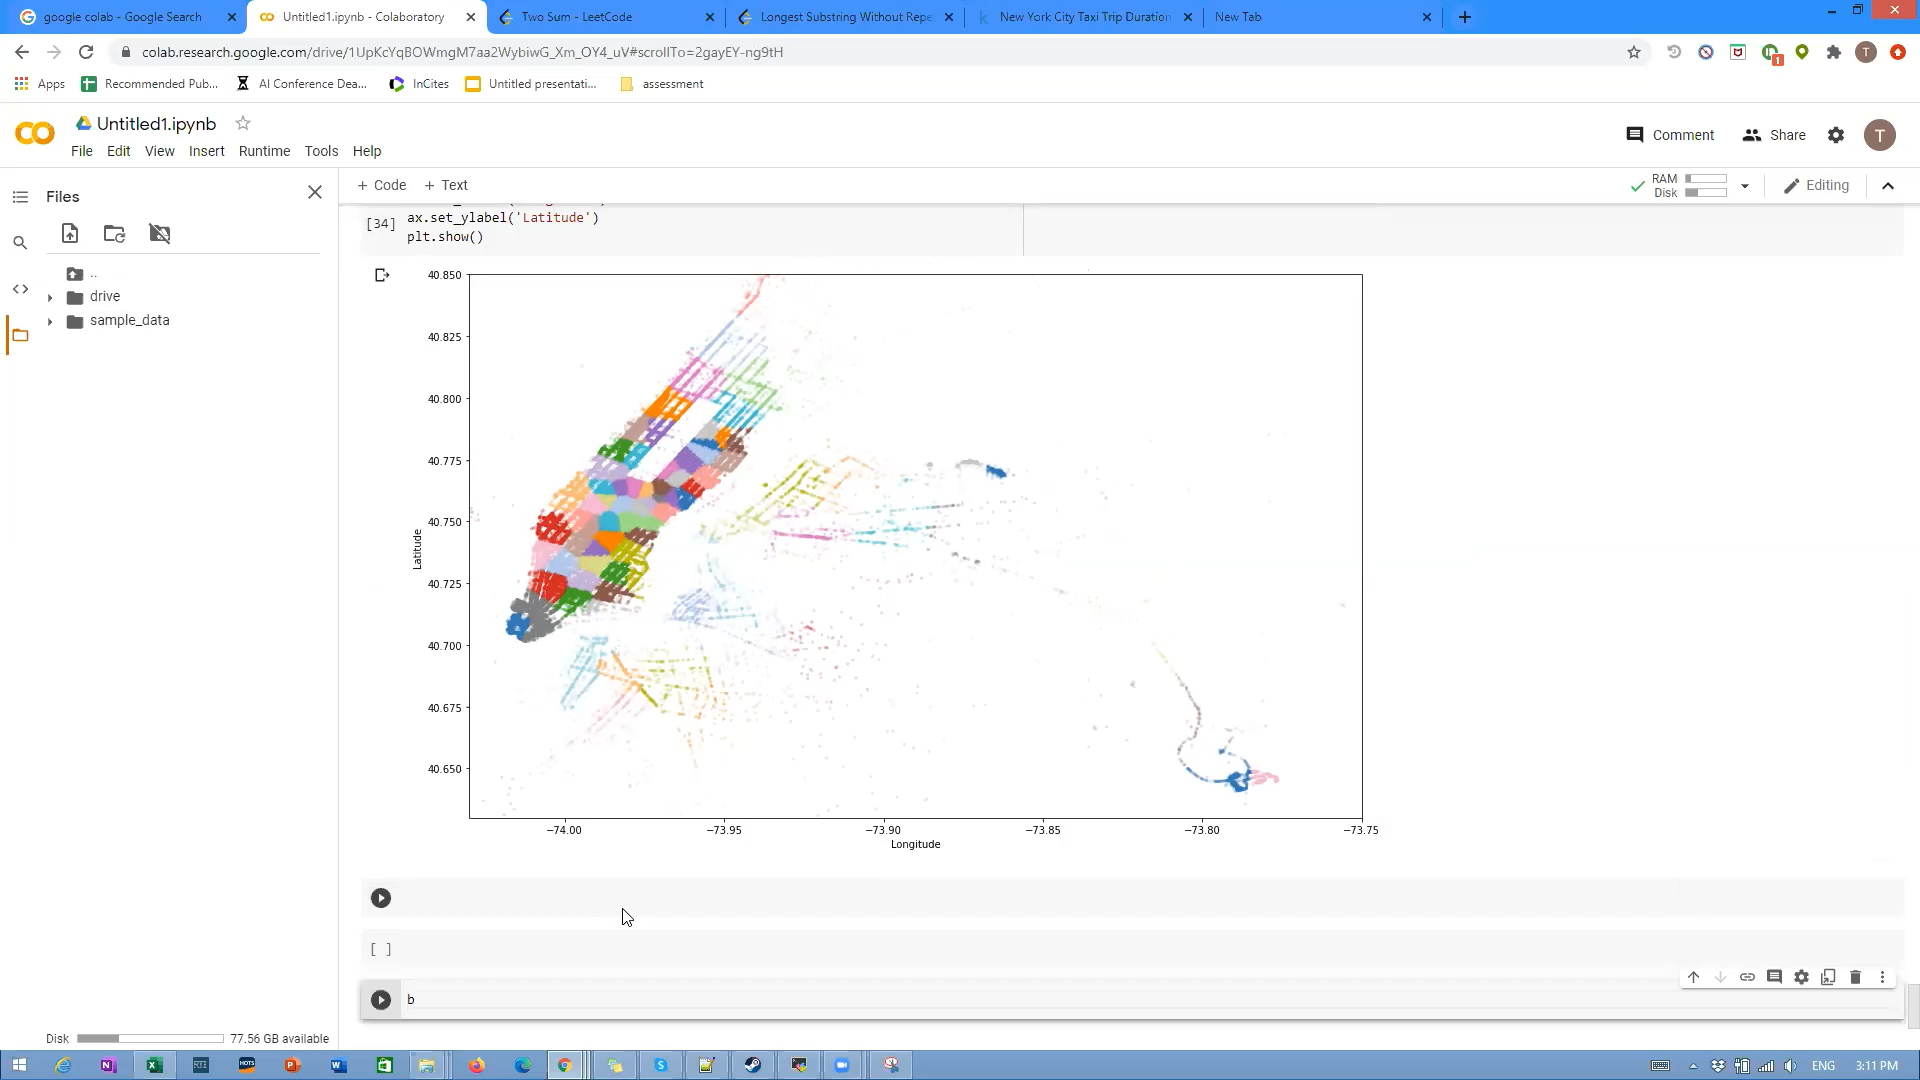 google colab - Google Search
Untitled1.ipynb - Colaboratory
Two Sum - LeetCode
Longest Substring Without Repe
New York City Taxi Trip Duration
New Tab
colab.research.google.com/drive/1UpKcYqBOWmgM7aa2WybiwG_Xm_OY4_uV#scrollTo=2gayEY-ng9tH
1
T
Apps
Recommended Pub...
AI Conference Dea...
InCites
Untitled presentati...
assessment
Untitled1.ipynb
File Edit View Insert Runtime Tools Help
Comment
Share
T
Files
+ Code + Text
RAM
Disk
Editing
..
drive
sample_data
[34]
ax.set_ylabel('Latitude')
plt.show()
40.850
40.825
40.800
40.775
40.750
40.725
40.700
40.675
40.650
Latitude
−74.00 −73.95 −73.90 −73.85 −73.80 −73.75
Longitude
[ ]
b
Disk
77.56 GB available
ENG
3:11 PM